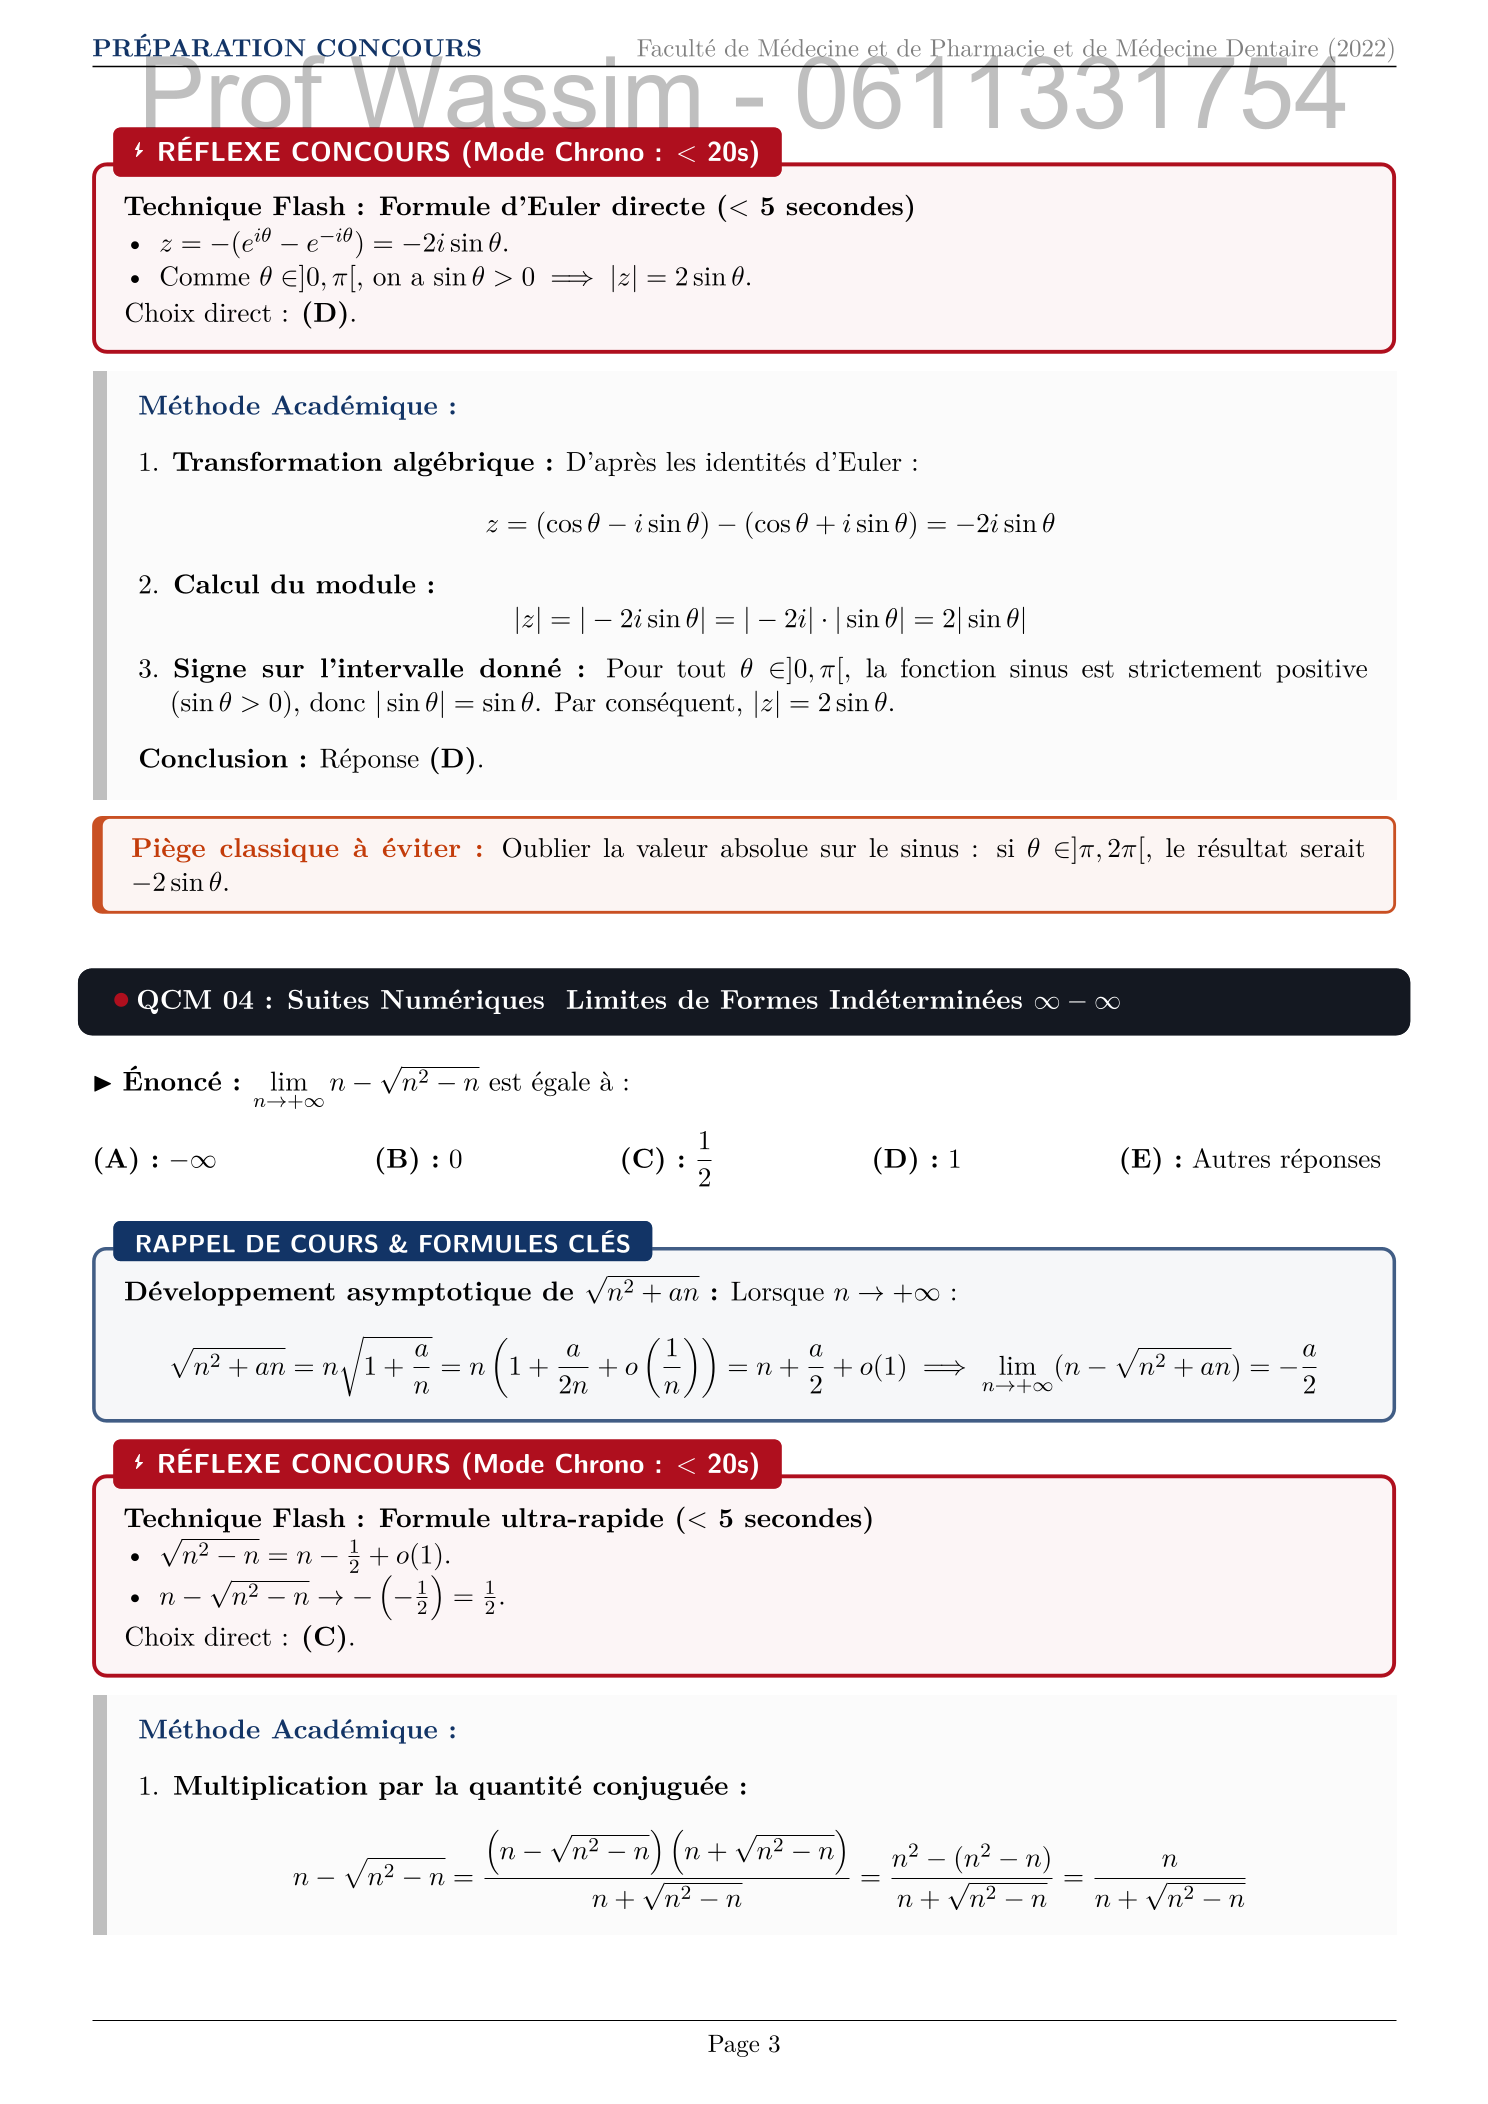 PRÉPARATION CONCOURS Faculté de Médecine et de Pharmacie et de Médecine Dentaire (2022)
Prof Wassim - 0611331754
RÉFLEXE CONCOURS (Mode Chrono : < 20s)
Technique Flash : Formule d'Euler directe (< 5 secondes)
• z = −(e^{iθ} − e^{−iθ}) = −2i sin θ.
• Comme θ ∈]0, π[, on a sin θ > 0 ⟹ |z| = 2 sin θ.
Choix direct : (D).
Méthode Académique :
1. Transformation algébrique : D'après les identités d'Euler :
z = (cos θ − i sin θ) − (cos θ + i sin θ) = −2i sin θ
2. Calcul du module :
|z| = | − 2i sin θ| = | − 2i| · | sin θ| = 2| sin θ|
3. Signe sur l'intervalle donné : Pour tout θ ∈]0, π[, la fonction sinus est strictement positive
(sin θ > 0), donc | sin θ| = sin θ. Par conséquent, |z| = 2 sin θ.
Conclusion : Réponse (D).
Piège classique à éviter : Oublier la valeur absolue sur le sinus : si θ ∈]π, 2π[, le résultat serait
−2 sin θ.
• QCM 04 : Suites Numériques Limites de Formes Indéterminées ∞ − ∞
▶ Énoncé : lim_{n→+∞} n − √(n² − n) est égale à :
(A) : −∞ (B) : 0 (C) : 1/2 (D) : 1 (E) : Autres réponses
RAPPEL DE COURS & FORMULES CLÉS
Développement asymptotique de √(n² + an) : Lorsque n → +∞ :
√(n² + an) = n√(1 + a/n) = n(1 + a/2n + o(1/n)) = n + a/2 + o(1) ⟹ lim_{n→+∞}(n − √(n² + an)) = −a/2
RÉFLEXE CONCOURS (Mode Chrono : < 20s)
Technique Flash : Formule ultra-rapide (< 5 secondes)
• √(n² − n) = n − 1/2 + o(1).
• n − √(n² − n) → −(−1/2) = 1/2.
Choix direct : (C).
Méthode Académique :
1. Multiplication par la quantité conjuguée :
n − √(n² − n) = (n − √(n² − n))(n + √(n² − n)) / (n + √(n² − n)) = (n² − (n² − n)) / (n + √(n² − n)) = n / (n + √(n² − n))
Page 3